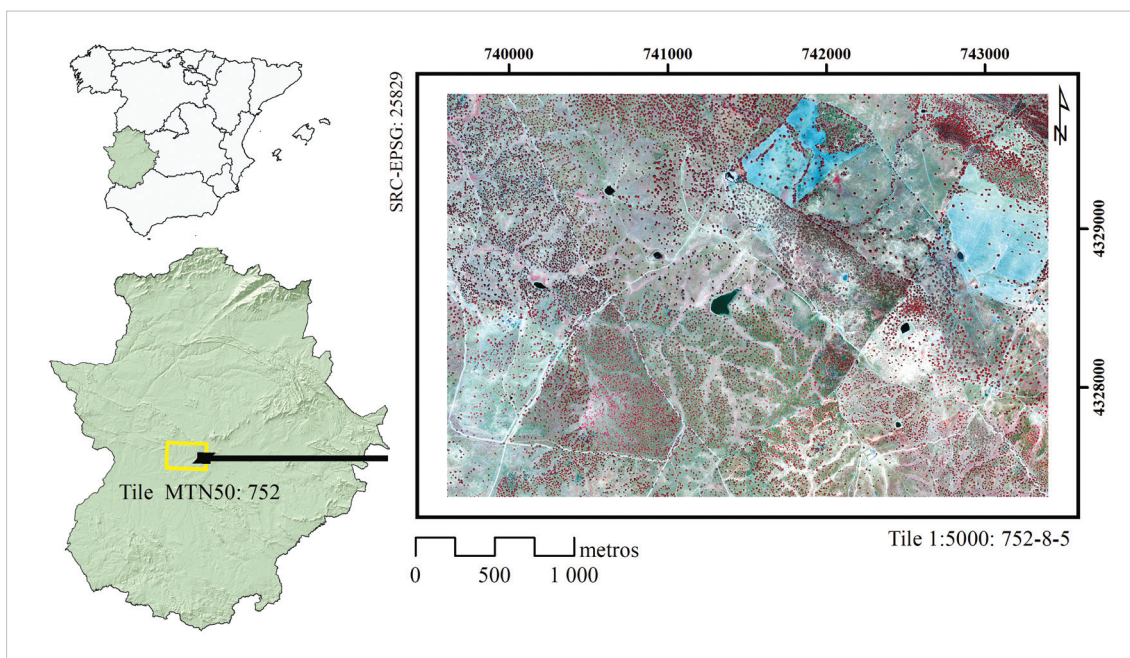 740000 741000 742000 743000
SRC-EPSG: 25829
N
4329000
4328000
Tile MTN50: 752
Tile 1:5000: 752-8-5
metros
0 500 1 000